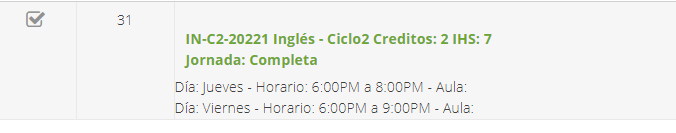 31
IN-C2-20221 Inglés - Ciclo2 Creditos: 2 IHS: 7
Jornada: Completa
Día: Jueves - Horario: 6:00PM a 8:00PM - Aula:
Día: Viernes - Horario: 6:00PM a 9:00PM - Aula: